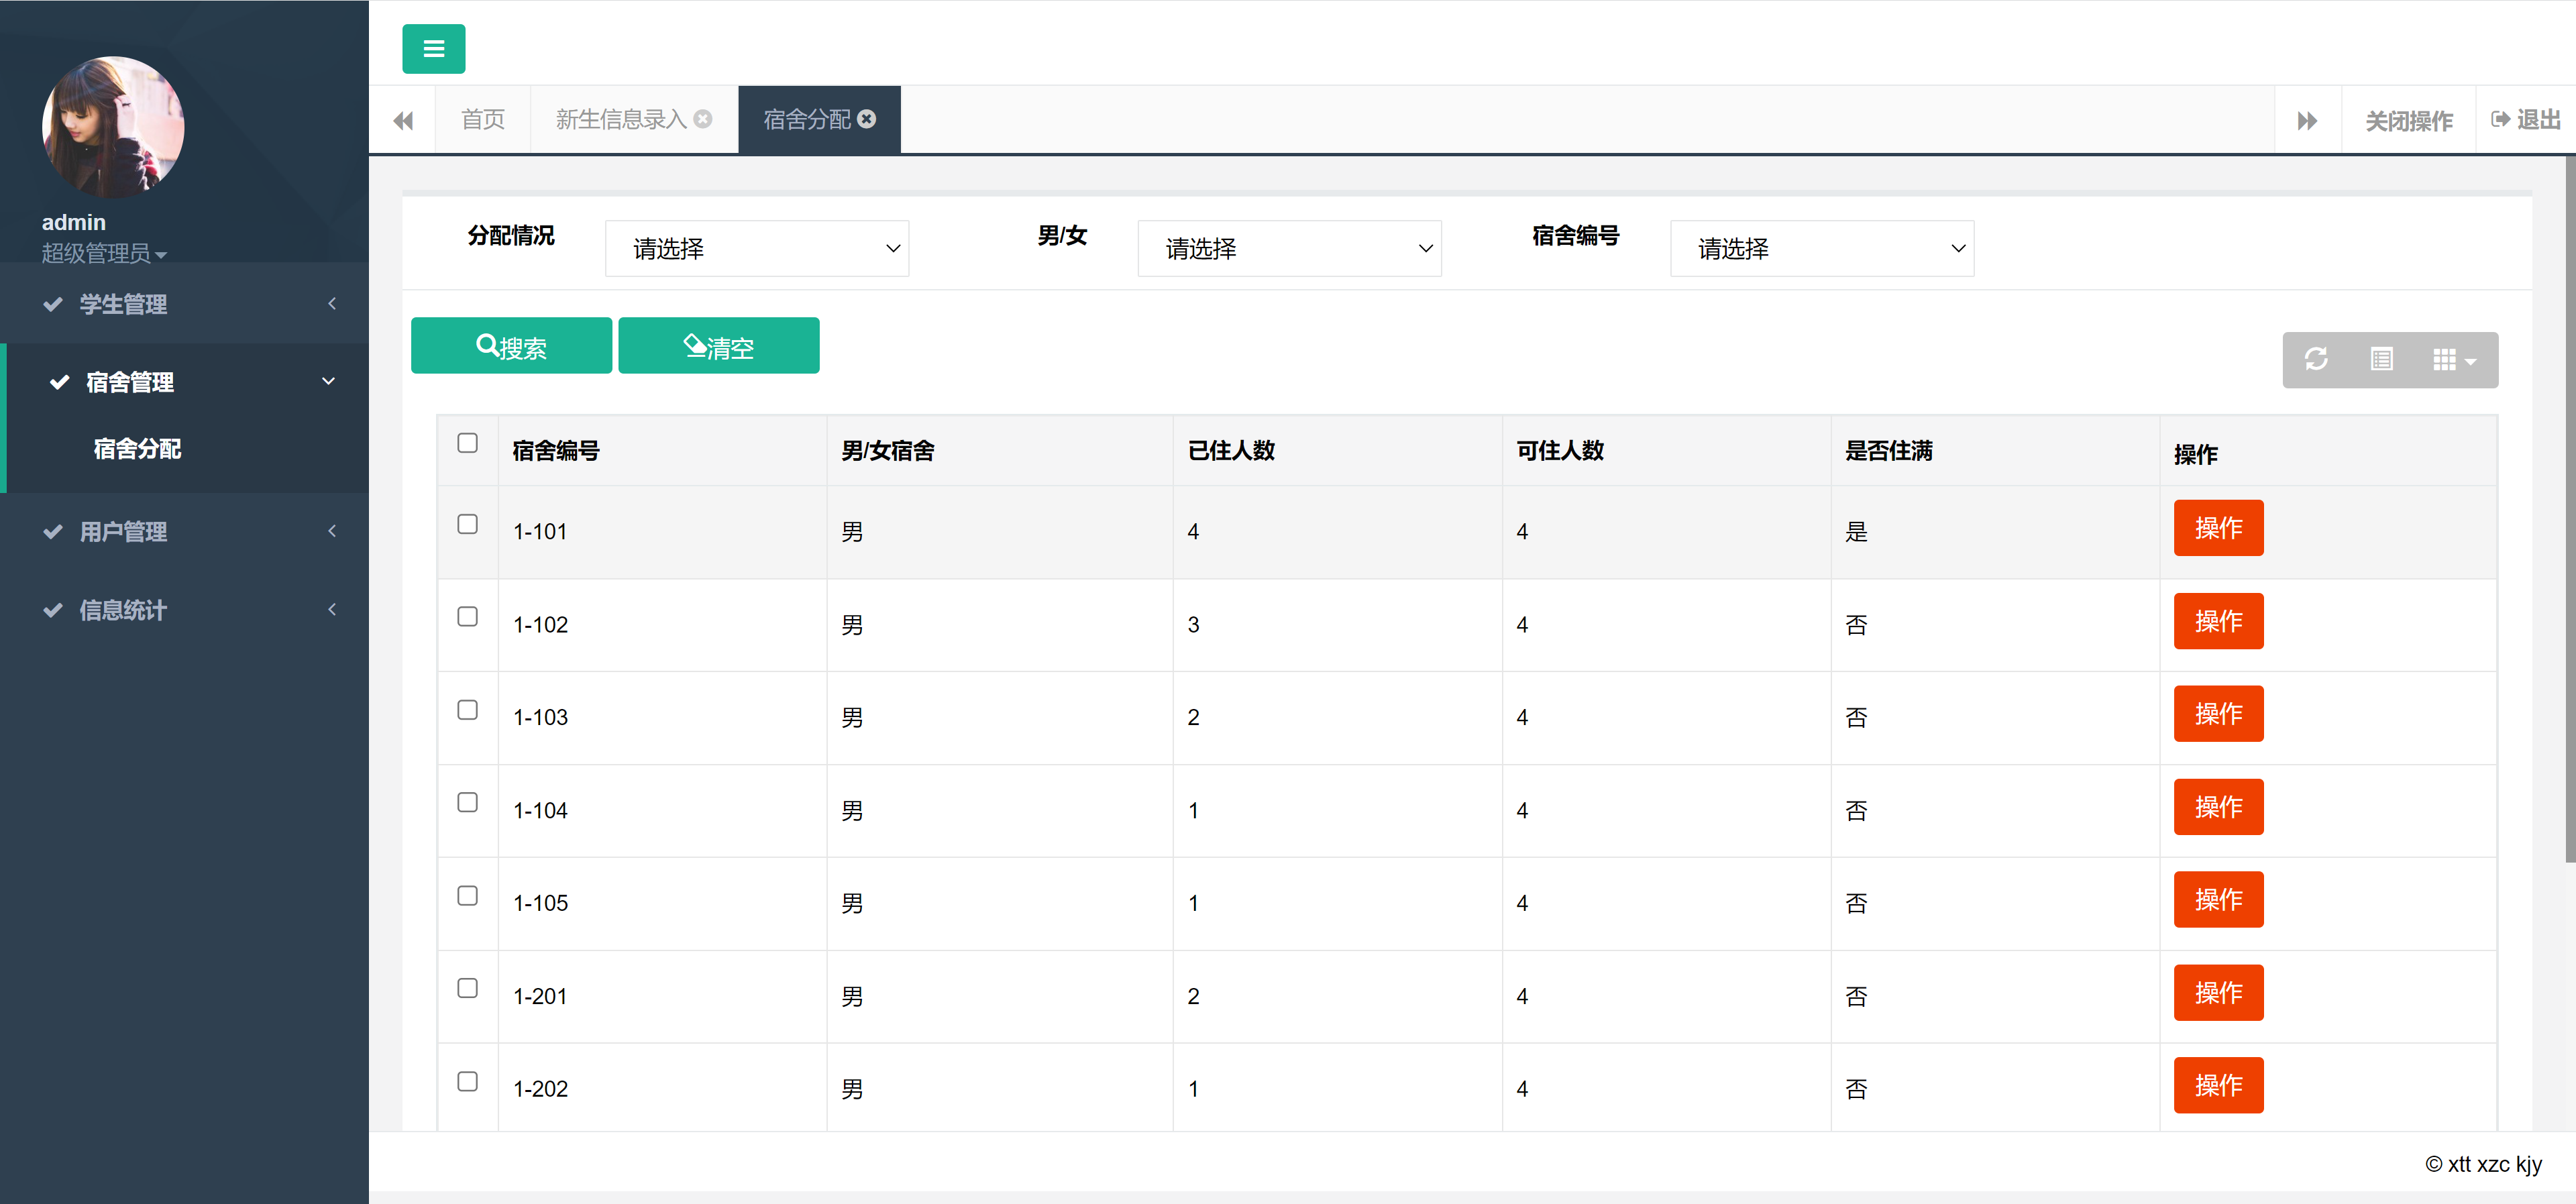 admin
超级管理员
学生管理
宿舍管理
宿舍分配
用户管理
信息统计
首页 新生信息录入 宿舍分配 关闭操作 退出
分配情况 请选择 男/女 请选择 宿舍编号 请选择
搜索 清空
宿舍编号 男/女宿舍 已住人数 可住人数 是否住满 操作
1-101 男 4 4 是 操作
1-102 男 3 4 否 操作
1-103 男 2 4 否 操作
1-104 男 1 4 否 操作
1-105 男 1 4 否 操作
1-201 男 2 4 否 操作
1-202 男 1 4 否 操作
© xtt xzc kjy